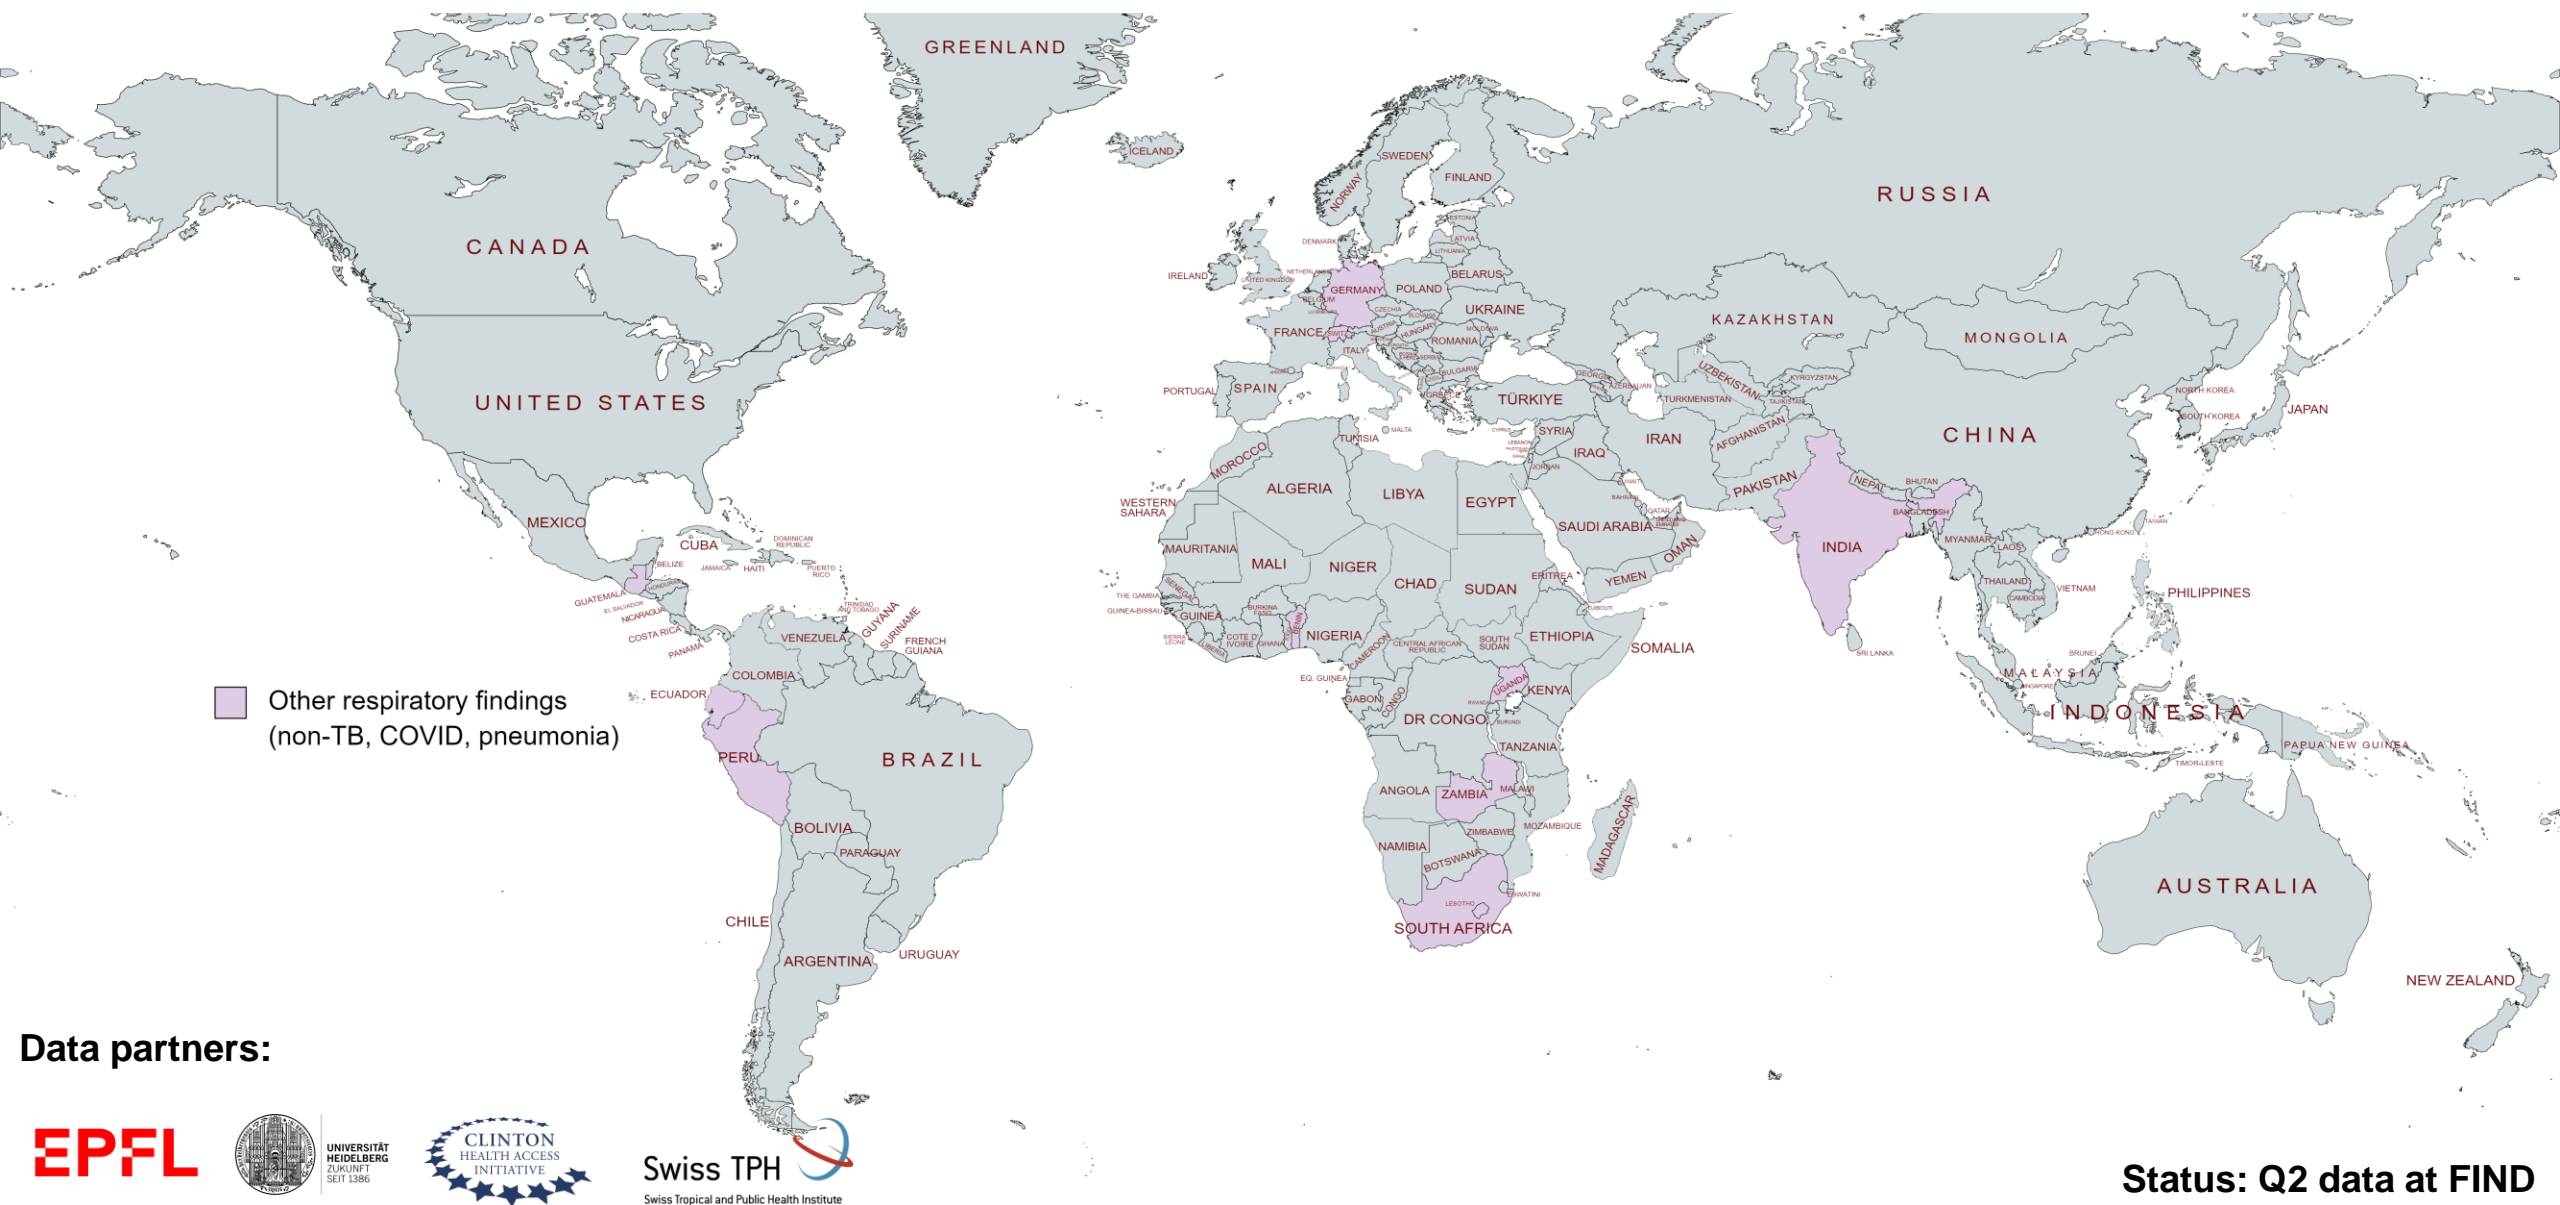 GREENLAND
ICELAND
SWEDEN
NORWAY
FINLAND
RUSSIA
CANADA
ESTONIA
LATVIA
LITHUANIA
DENMARK
IRELAND
UNITED KINGDOM
NETHERLANDS
BELGIUM
GERMANY
POLAND
BELARUS
UKRAINE
CZECHIA
FRANCE
SWITZ
AUSTRIA
HUNGARY
MOLDOVA
ROMANIA
ITALY
SERBIA
BULGARIA
KAZAKHSTAN
MONGOLIA
UNITED STATES
PORTUGAL
SPAIN
GREECE
TÜRKIYE
GEORGIA
AZERBAIJAN
UZBEKISTAN
TURKMENISTAN
KYRGYZSTAN
TAJIKISTAN
NORTH KOREA
SOUTH KOREA
JAPAN
CHINA
MALTA
TUNISIA
CYPRUS
LEBANON
SYRIA
IRAQ
IRAN
AFGHANISTAN
JORDAN
MOROCCO
ALGERIA
LIBYA
EGYPT
KUWAIT
BAHRAIN
QATAR
SAUDI ARABIA
OMAN
YEMEN
PAKISTAN
NEPAL
BHUTAN
BANGLADESH
INDIA
MYANMAR
LAOS
HONG KONG
TAIWAN
THAILAND
CAMBODIA
VIETNAM
PHILIPPINES
WESTERN
SAHARA
MEXICO
CUBA
DOMINICAN
REPUBLIC
BELIZE
JAMAICA
HAITI
PUERTO
RICO
GUATEMALA
HONDURAS
EL SALVADOR
NICARAGUA
COSTA RICA
PANAMA
TRINIDAD
AND TOBAGO
VENEZUELA
GUYANA
SURINAME
FRENCH
GUIANA
COLOMBIA
ECUADOR
MAURITANIA
MALI
NIGER
CHAD
SUDAN
ERITREA
DJIBOUTI
SENEGAL
THE GAMBIA
GUINEA-BISSAU
GUINEA
SIERRA
LEONE
LIBERIA
BURKINA
FASO
COTE D'
IVOIRE
GHANA
BENIN
NIGERIA
CAMEROON
CENTRAL AFRICAN
REPUBLIC
SOUTH
SUDAN
ETHIOPIA
SOMALIA
SRI LANKA
BRUNEI
MALAYSIA
SINGAPORE
INDONESIA
EQ. GUINEA
GABON
CONGO
DR CONGO
UGANDA
KENYA
RWANDA
BURUNDI
TANZANIA
PAPUA NEW GUINEA
TIMOR-LESTE
Other respiratory findings
(non-TB, COVID, pneumonia)
PERU
BRAZIL
BOLIVIA
PARAGUAY
ANGOLA
ZAMBIA
MALAWI
MOZAMBIQUE
ZIMBABWE
NAMIBIA
BOTSWANA
MADAGASCAR
ESWATINI
LESOTHO
SOUTH AFRICA
AUSTRALIA
CHILE
ARGENTINA
URUGUAY
NEW ZEALAND
Data partners:
EPFL
UNIVERSITÄT
HEIDELBERG
ZUKUNFT
SEIT 1386
CLINTON
HEALTH ACCESS
INITIATIVE
Swiss TPH
Swiss Tropical and Public Health Institute
Status: Q2 data at FIND